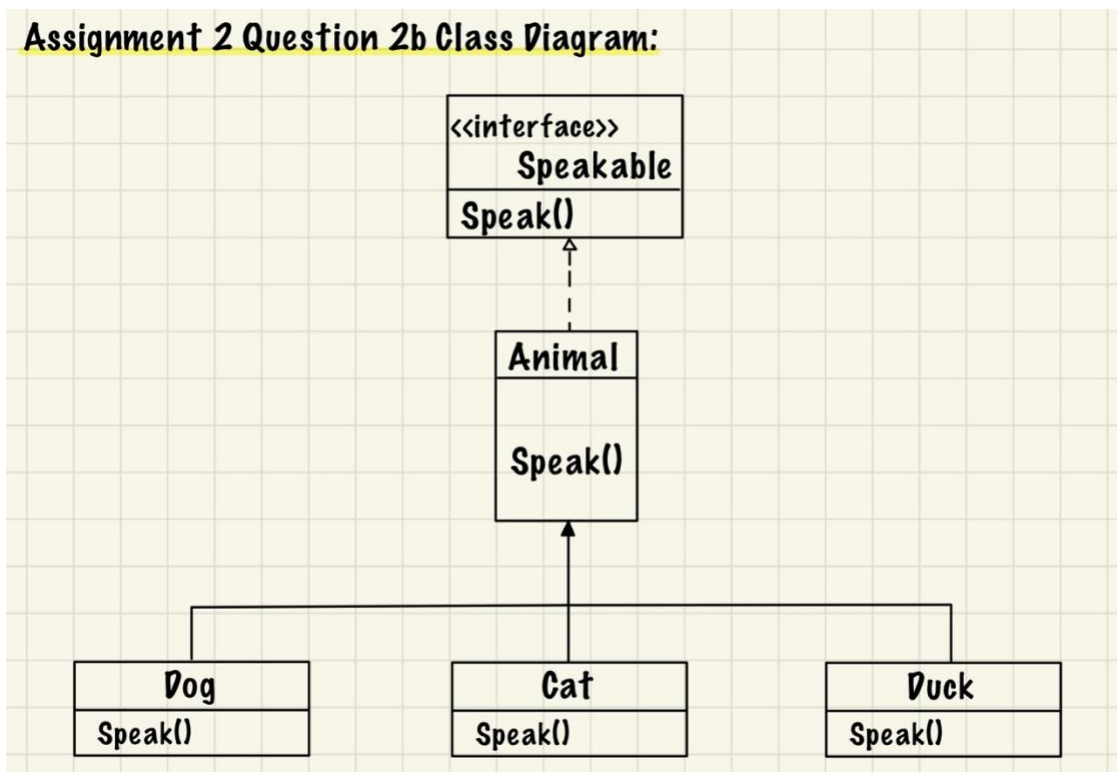 Assignment 2 Question 2b Class Diagram:
<<interface>>
Speakable
Speak()
Animal
Speak()
Dog
Cat
Duck
Speak()
Speak()
Speak()